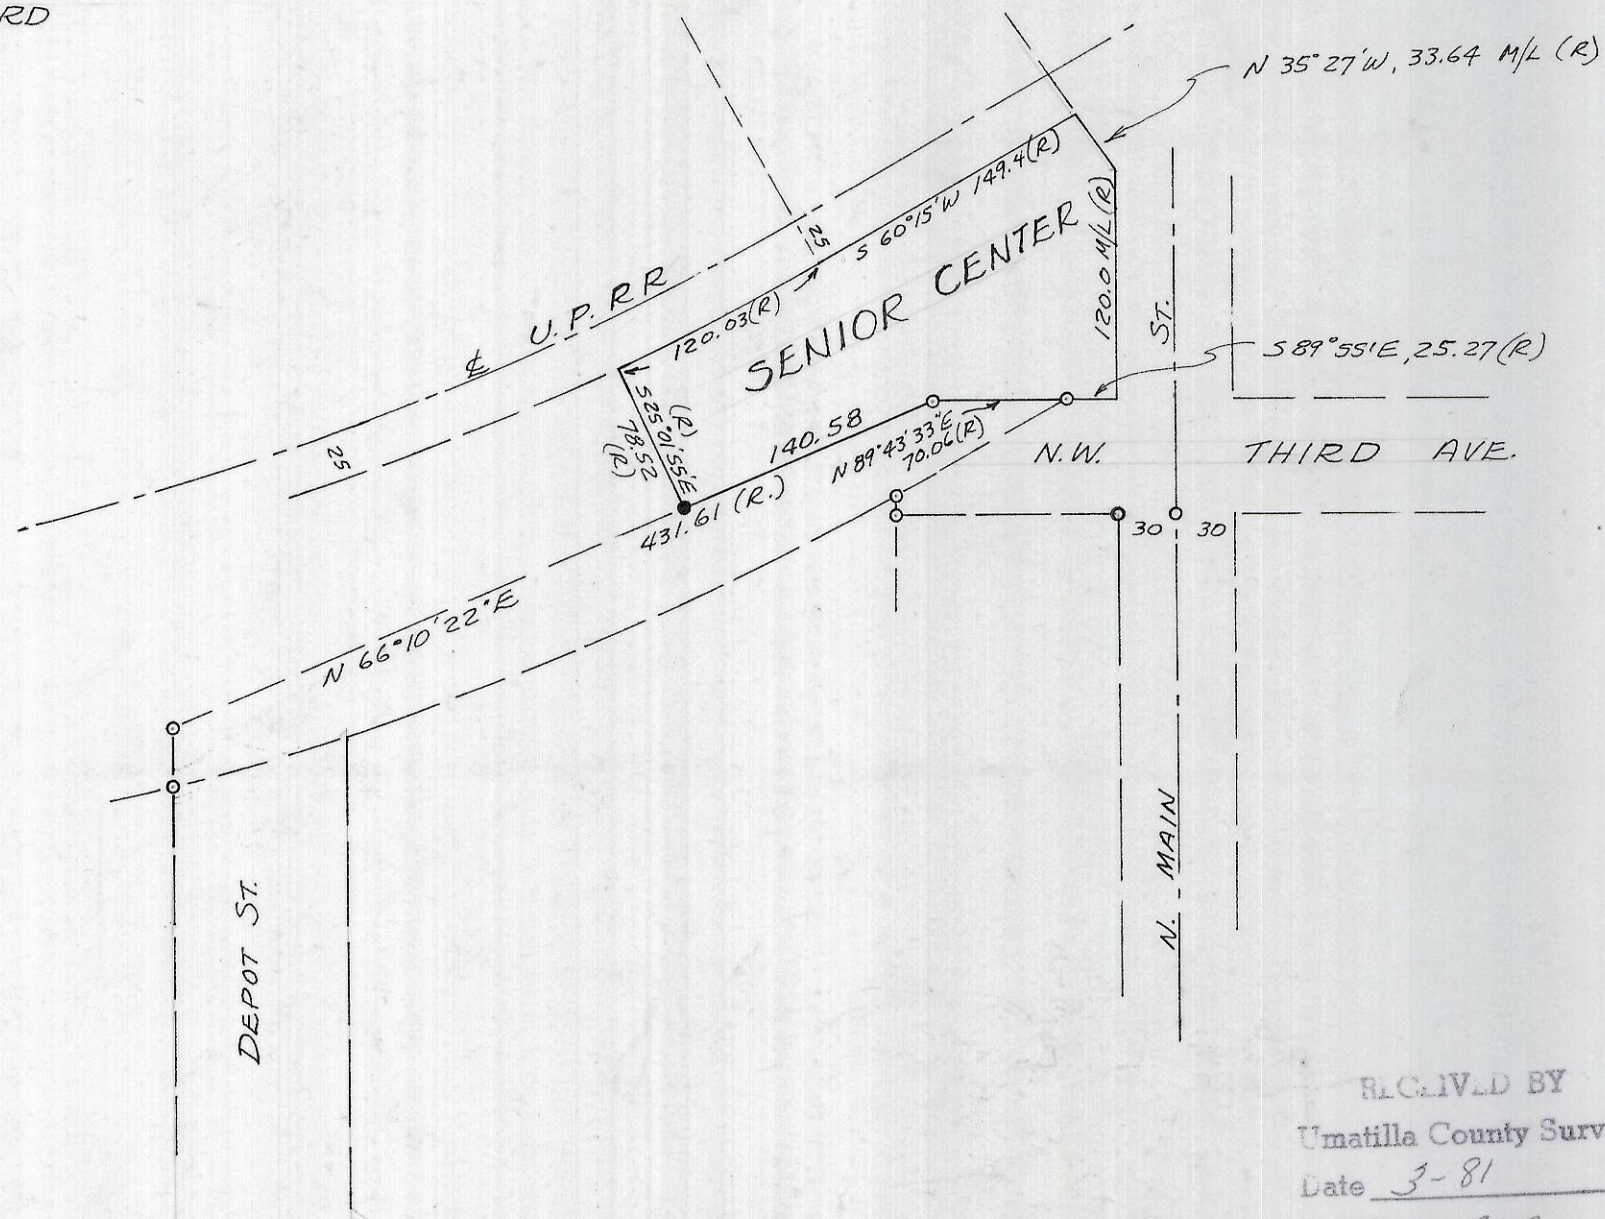 RD
N 35°27'W, 33.64 M/L (R)
25
S 60°15'W 149.4(R)
120.0 M/L(R)
U.P.RR
℄
120.03(R)
SENIOR CENTER
ST.
S 89°55'E, 25.27(R)
25
S25°01'55"E
(R)
78.52
(R)
140.58
N 89°43'33"E
70.06(R)
N.W. THIRD AVE.
431.61 (R.)
30 30
N 66°10'22"E
N. MAIN
DEPOT ST.
RECEIVED BY
Umatilla County Surv
Date 3-81